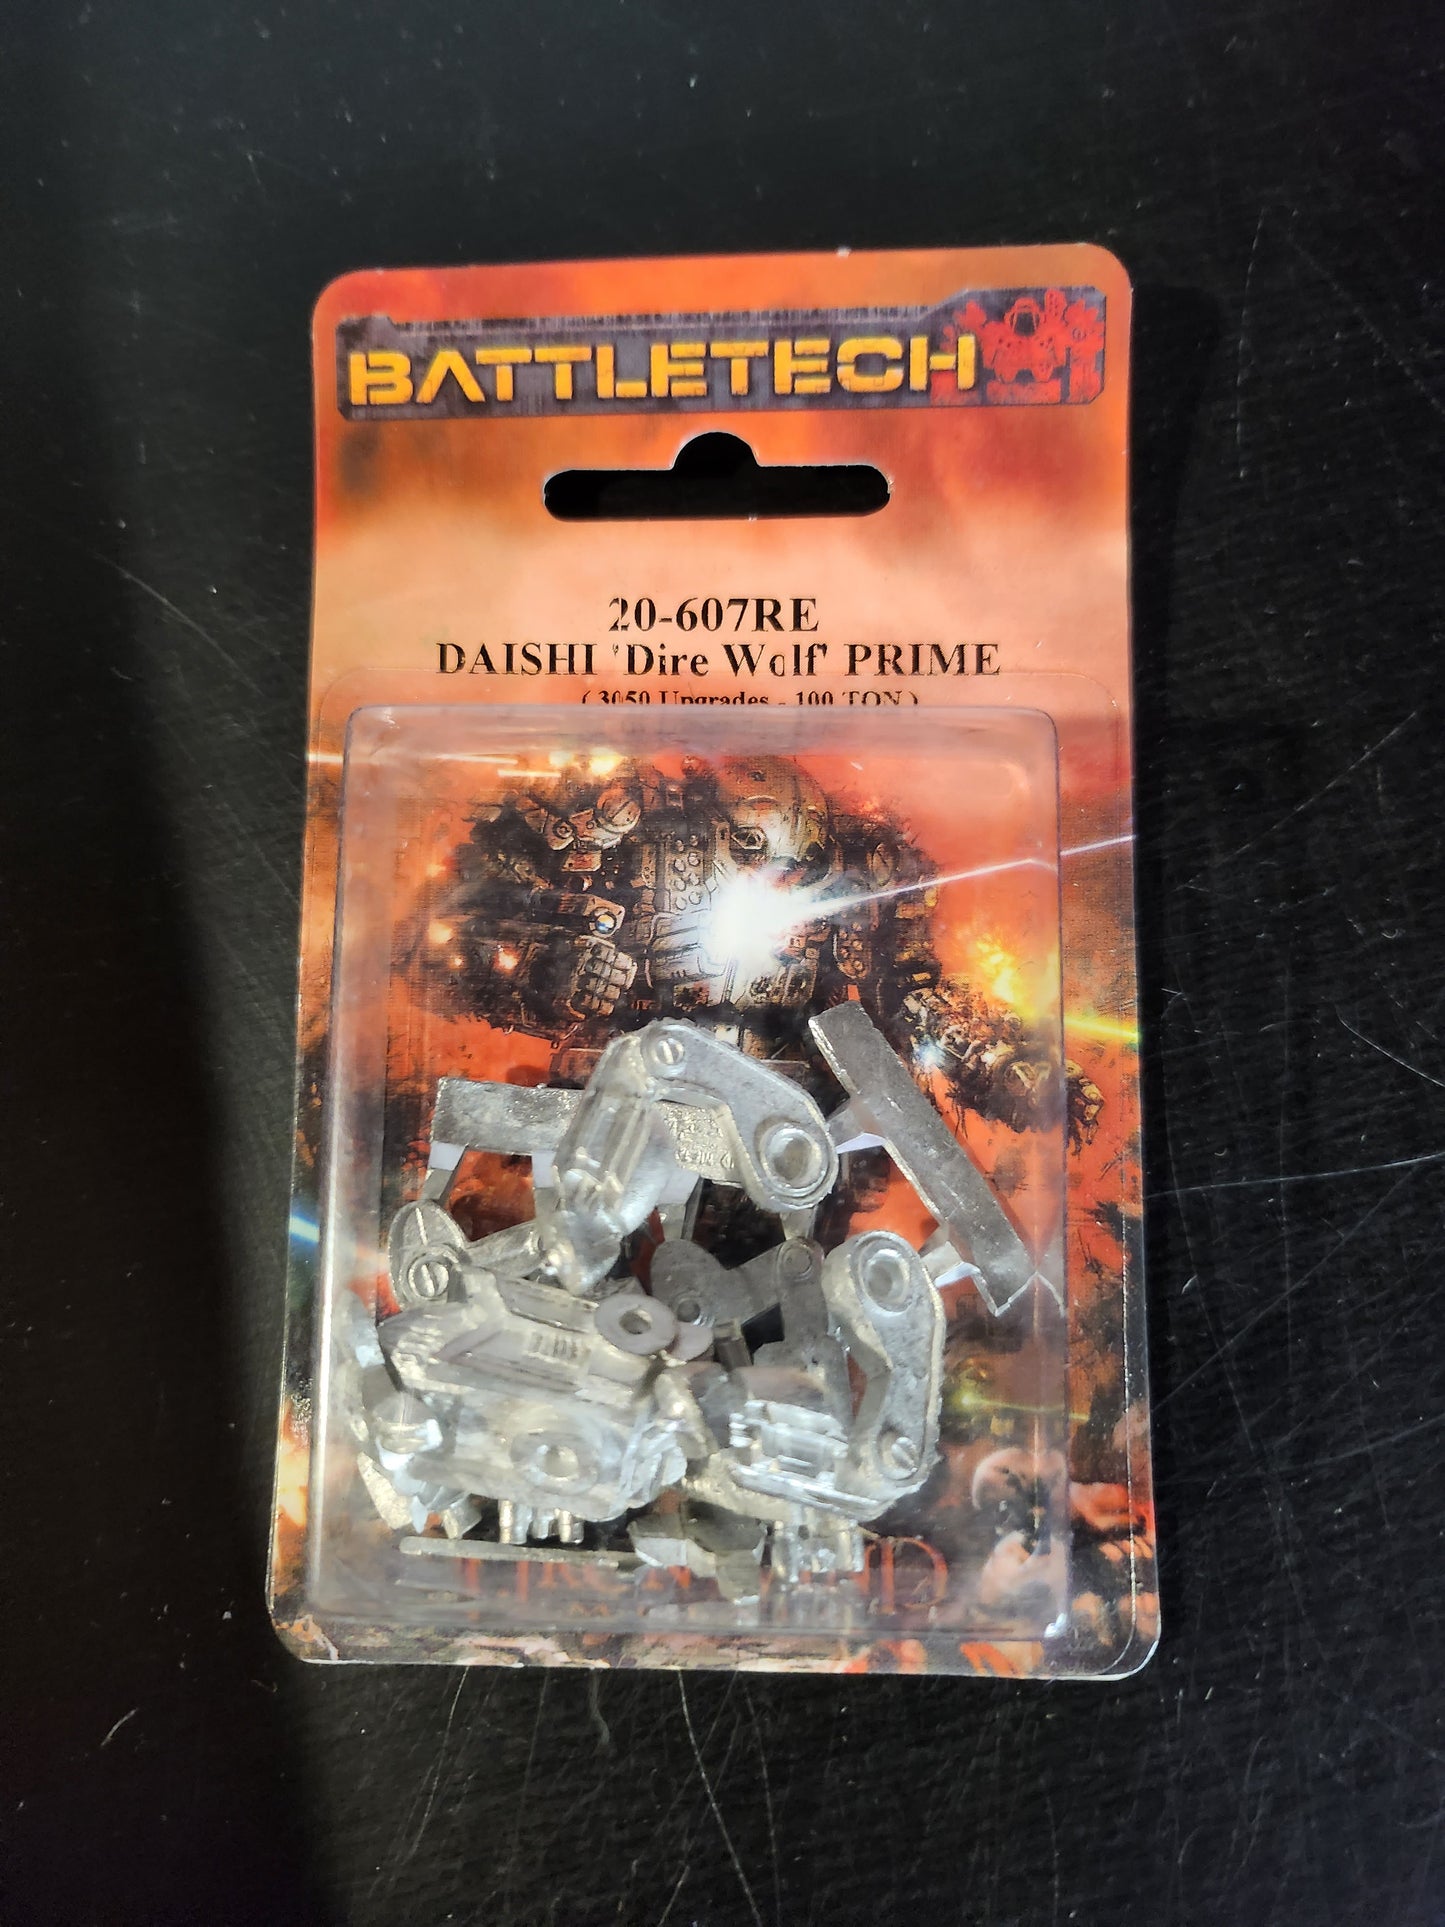 BATTLETECH
20-607RE
DAISHI 'Dire Wolf' PRIME
( 3050 Upgrades - 100 TON )